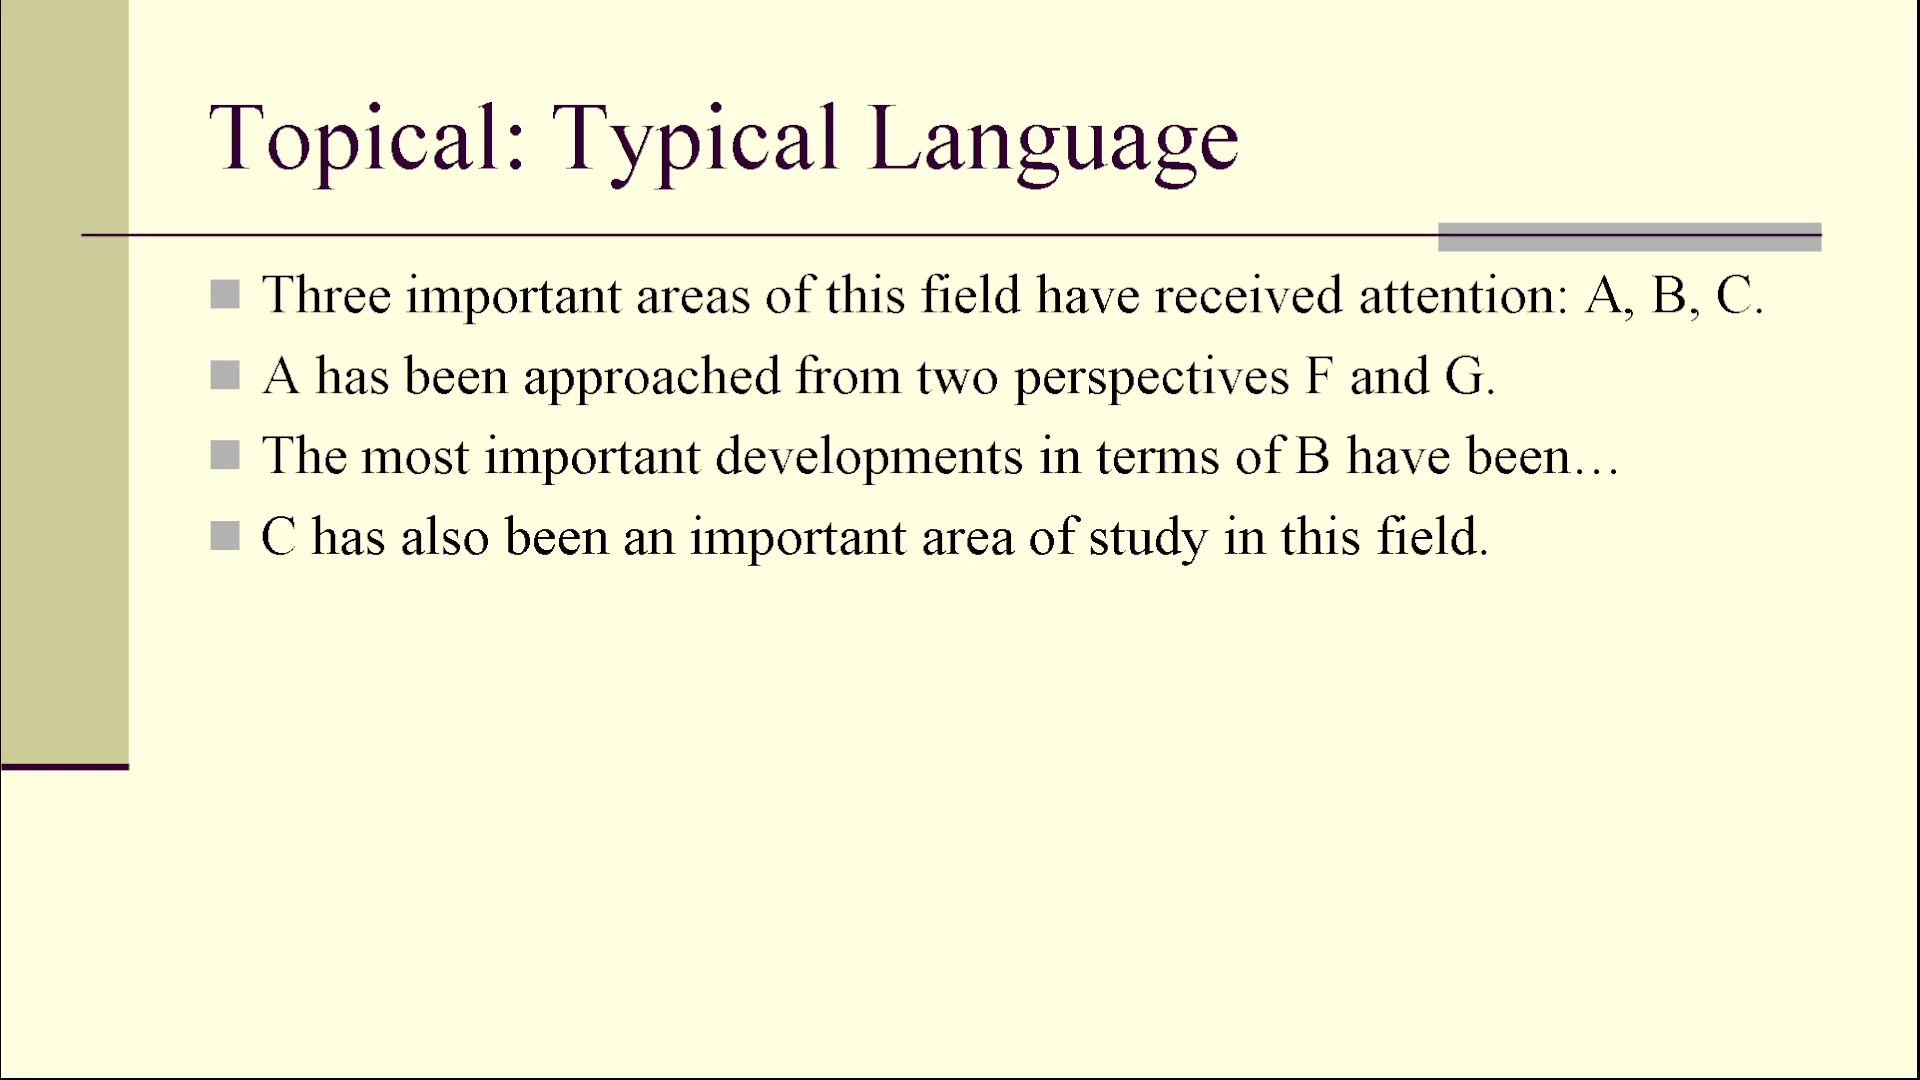 Topical: Typical Language
Three important areas of this field have received attention: A, B, C.
A has been approached from two perspectives F and G.
The most important developments in terms of B have been…
C has also been an important area of study in this field.